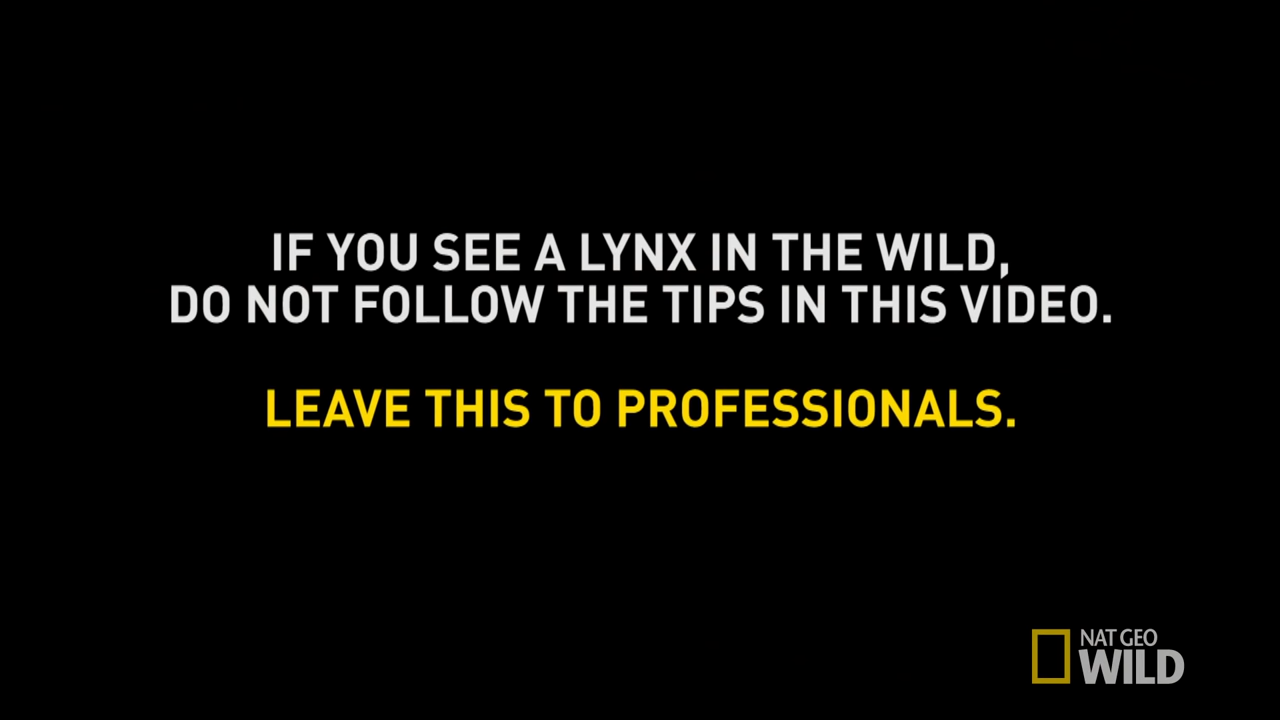 IF YOU SEE A LYNX IN THE WILD,
DO NOT FOLLOW THE TIPS IN THIS VIDEO.
LEAVE THIS TO PROFESSIONALS.
NAT GEO
WILD